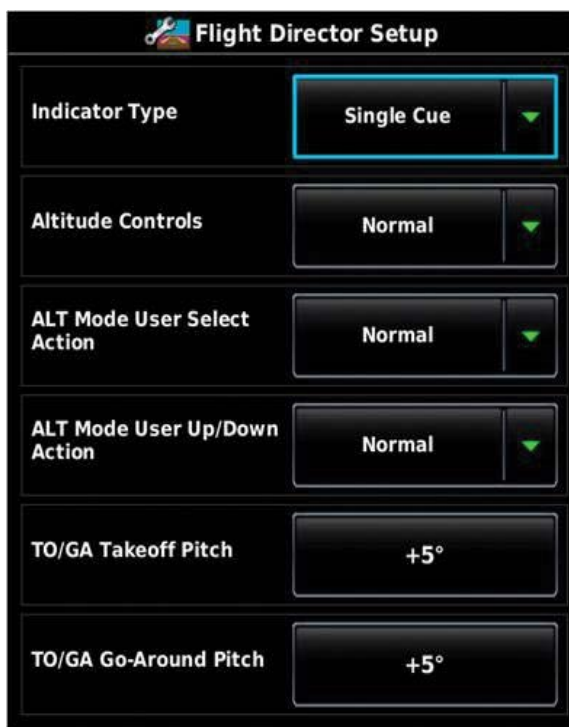 Flight Director Setup
Indicator Type
Single Cue
Altitude Controls
Normal
ALT Mode User Select
Action
Normal
ALT Mode User Up/Down
Action
Normal
TO/GA Takeoff Pitch
+5°
TO/GA Go-Around Pitch
+5°